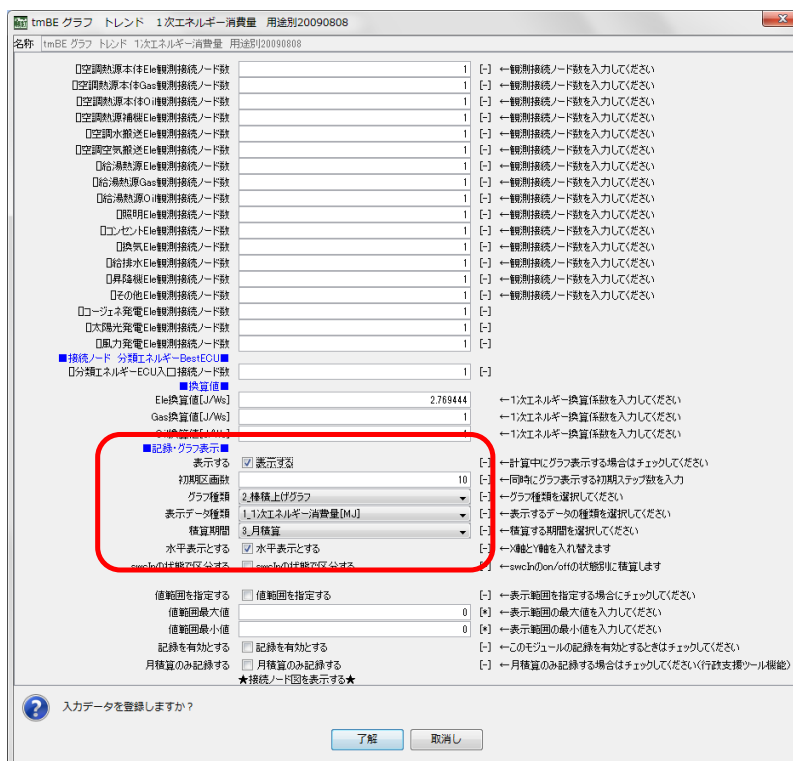 tmBE グラフ　トレンド　１次エネルギー消費量　用途別20090808
名称 tmBE グラフ トレンド 1次エネルギー消費量 用途別20090808
□空調熱源本体Ele観測接続ノード数 1 [-] ←観測接続ノード数を入力してください
□空調熱源本体Gas観測接続ノード数 1 [-] ←観測接続ノード数を入力してください
□空調熱源本体Oil観測接続ノード数 1 [-] ←観測接続ノード数を入力してください
□空調熱源補機Ele観測接続ノード数 1 [-] ←観測接続ノード数を入力してください
□空調水搬送Ele観測接続ノード数 1 [-] ←観測接続ノード数を入力してください
□空調空気搬送Ele観測接続ノード数 1 [-] ←観測接続ノード数を入力してください
□給湯熱源Ele観測接続ノード数 1 [-] ←観測接続ノード数を入力してください
□給湯熱源Gas観測接続ノード数 1 [-] ←観測接続ノード数を入力してください
□給湯熱源Oil観測接続ノード数 1 [-] ←観測接続ノード数を入力してください
□照明Ele観測接続ノード数 1 [-] ←観測接続ノード数を入力してください
□コンセントEle観測接続ノード数 1 [-] ←観測接続ノード数を入力してください
□換気Ele観測接続ノード数 1 [-] ←観測接続ノード数を入力してください
□給排水Ele観測接続ノード数 1 [-] ←観測接続ノード数を入力してください
□昇降機Ele観測接続ノード数 1 [-] ←観測接続ノード数を入力してください
□その他Ele観測接続ノード数 1 [-] ←観測接続ノード数を入力してください
□コージェネ発電Ele観測接続ノード数 1 [-]
□太陽光発電Ele観測接続ノード数 1 [-]
□風力発電Ele観測接続ノード数 1 [-]
■接続ノード 分類エネルギーBestECU■
□分類エネルギーECU入口接続ノード数 1 [-]
■換算値■
Ele換算値[J/Ws] 2.769444 ←1次エネルギー換算係数を入力してください
Gas換算値[J/Ws] 1 ←1次エネルギー換算係数を入力してください
Oil換算値[J/Ws] 1 ←1次エネルギー換算係数を入力してください
■記録・グラフ表示■
表示する 表示する [-] ←計算中にグラフ表示する場合はチェックしてください
初期区画数 10 [-] ←同時にグラフ表示する初期ステップ数を入力
グラフ種類 2_棒積上げグラフ [-] ←グラフ種類を選択してください
表示データ種類 1_1次エネルギー消費量[MJ] [-] ←表示するデータの種類を選択してください
積算期間 3_月積算 [-] ←積算する期間を選択してください
水平表示とする 水平表示とする [-] ←X軸とY軸を入れ替えます
swcInの状態で区分する swcInの状態で区分する [-] ←swcInのon/offの状態別に積算します
値範囲を指定する 値範囲を指定する [-] ←表示範囲を指定する場合にチェックしてください
値範囲最大値 0 [*] ←表示範囲の最大値を入力してください
値範囲最小値 0 [*] ←表示範囲の最小値を入力してください
記録を有効とする 記録を有効とする [-] ←このモジュールの記録を有効とするときはチェックしてください
月積算のみ記録する 月積算のみ記録する [-] ←月積算のみ記録する場合はチェックしてください(行政支援ツール機能)
★接続ノード図を表示する★
入力データを登録しますか？
了解 取消し